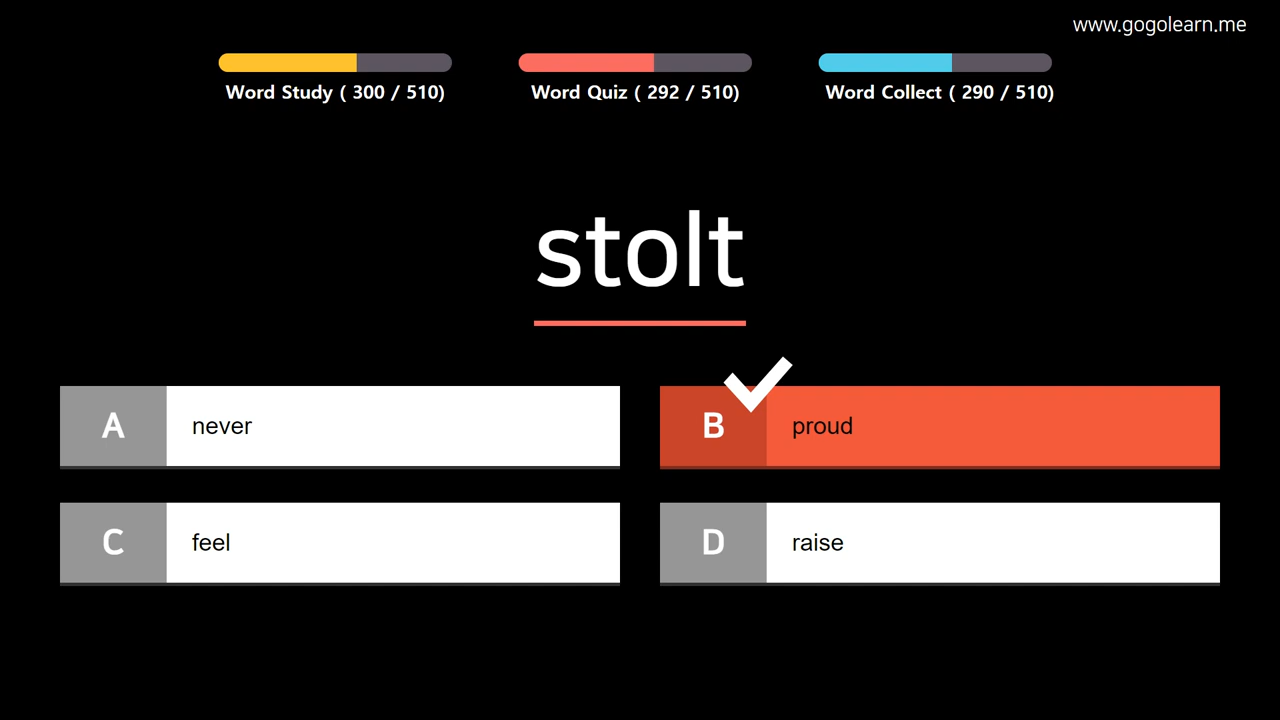 www.gogolearn.me
Word Study ( 300 / 510)
Word Quiz ( 292 / 510)
Word Collect ( 290 / 510)
stolt
A never
B proud
C feel
D raise